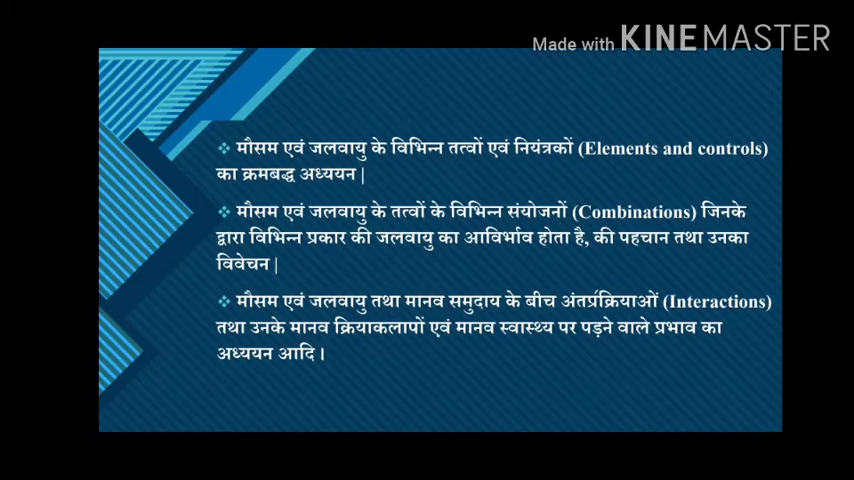 Made with KINEMASTER
❖ मौसम एवं जलवायु के विभिन्न तत्वों एवं नियंत्रकों (Elements and controls)
का क्रमबद्ध अध्ययन |
❖ मौसम एवं जलवायु के तत्वों के विभिन्न संयोजनों (Combinations) जिनके
द्वारा विभिन्न प्रकार की जलवायु का आविर्भाव होता है, की पहचान तथा उनका
विवेचन |
❖ मौसम एवं जलवायु तथा मानव समुदाय के बीच अंतर्प्रक्रियाओं (Interactions)
तथा उनके मानव क्रियाकलापों एवं मानव स्वास्थ्य पर पड़ने वाले प्रभाव का
अध्ययन आदि ।